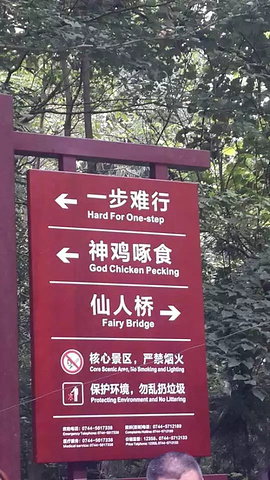 一步难行
Hard For One-step
神鸡啄食
God Chicken Pecking
仙人桥
Fairy Bridge
核心景区，严禁烟火
Core Scenic Area, No Smoking and Lighting
保护环境，勿乱扔垃圾
Protecting Environment and No Littering